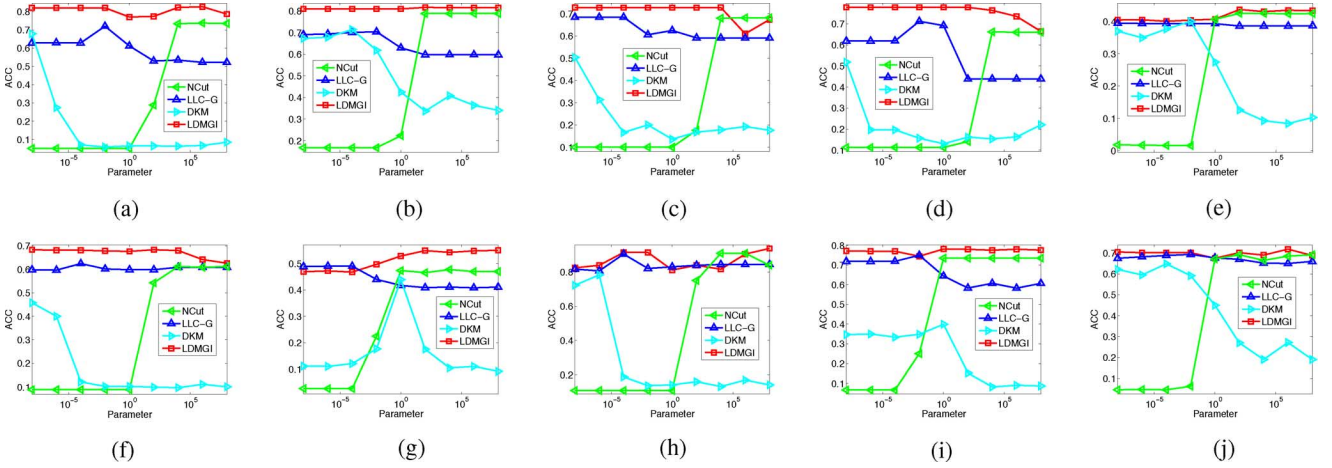 0.8
0.7
0.6
0.5
0.4
0.3
0.2
0.1
ACC
10^-5
10^0
10^5
Parameter
NCut
LLC-G
DKM
LDMGI
(a)
0.8
0.7
0.6
0.5
0.4
0.3
0.2
ACC
10^-5
10^0
10^5
Parameter
NCut
LLC-G
DKM
LDMGI
(b)
0.7
0.6
0.5
0.4
0.3
0.2
0.1
ACC
10^-5
10^0
10^5
Parameter
NCut
LLC-G
DKM
LDMGI
(c)
0.7
0.6
0.5
0.4
0.3
0.2
0.1
ACC
10^-5
10^0
10^5
Parameter
NCut
LLC-G
DKM
LDMGI
(d)
0.4
0.3
0.2
0.1
0
ACC
10^-5
10^0
10^5
Parameter
NCut
LLC-G
DKM
LDMGI
(e)
0.7
0.6
0.5
0.4
0.3
0.2
0.1
ACC
10^-5
10^0
10^5
Parameter
NCut
LLC-G
DKM
LDMGI
(f)
0.5
0.4
0.3
0.2
0.1
ACC
10^-5
10^0
10^5
Parameter
NCut
LLC-G
DKM
LDMGI
(g)
0.8
0.6
0.4
0.2
ACC
10^-5
10^0
10^5
Parameter
NCut
LLC-G
DKM
LDMGI
(h)
0.8
0.7
0.6
0.5
0.4
0.3
0.2
0.1
ACC
10^-5
10^0
10^5
Parameter
NCut
LLC-G
DKM
LDMGI
(i)
0.7
0.6
0.5
0.4
0.3
0.2
0.1
ACC
10^-5
10^0
10^5
Parameter
NCut
LLC-G
DKM
LDMGI
(j)